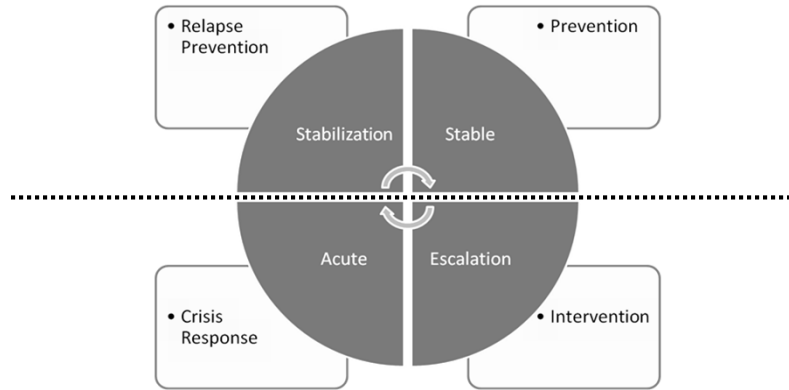 • Relapse
Prevention
• Prevention
Stabilization
Stable
Acute
Escalation
• Crisis
Response
• Intervention